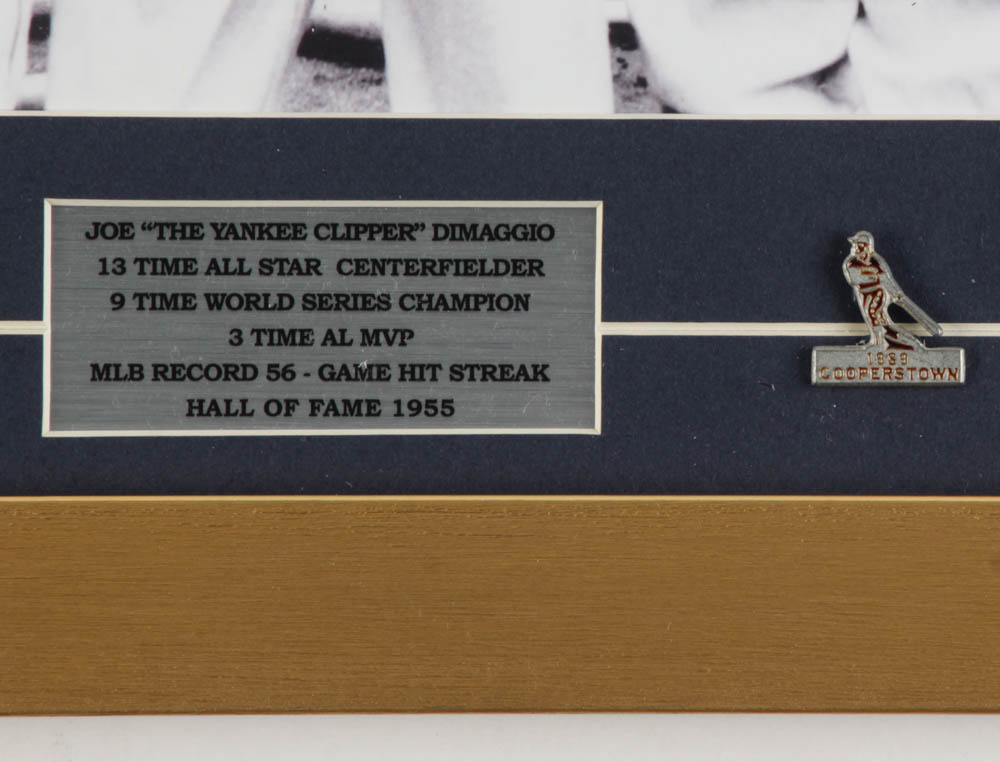 JOE “THE YANKEE CLIPPER” DIMAGGIO
13 TIME ALL STAR CENTERFIELDER
9 TIME WORLD SERIES CHAMPION
3 TIME AL MVP
MLB RECORD 56 - GAME HIT STREAK
HALL OF FAME 1955
1939
COOPERSTOWN